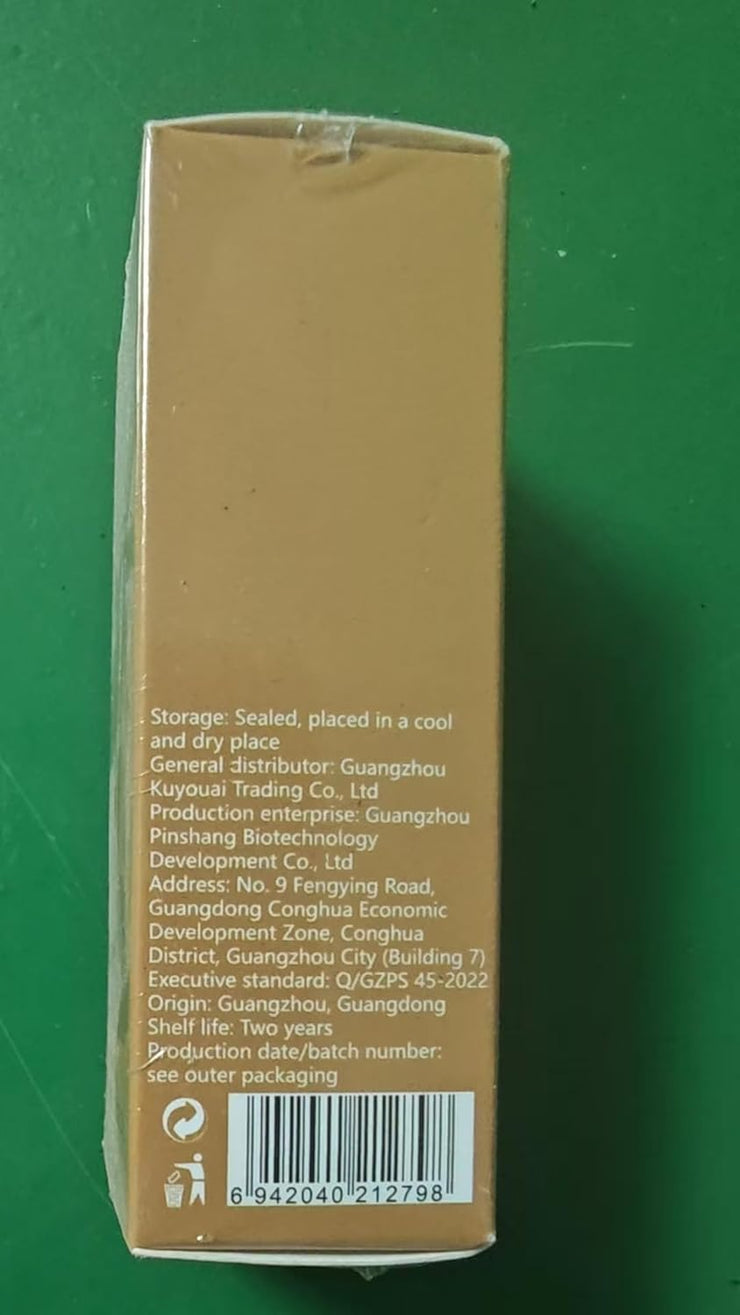 Storage: Sealed, placed in a cool
and dry place
General distributor: Guangzhou
Kuyouai Trading Co., Ltd
Production enterprise: Guangzhou
Pinshang Biotechnology
Development Co., Ltd
Address: No. 9 Fengying Road,
Guangdong Conghua Economic
Development Zone, Conghua
District, Guangzhou City (Building 7)
Executive standard: Q/GZPS 45-2022
Origin: Guangzhou, Guangdong
Shelf life: Two years
Production date/batch number:
see outer packaging
6 942040 212798